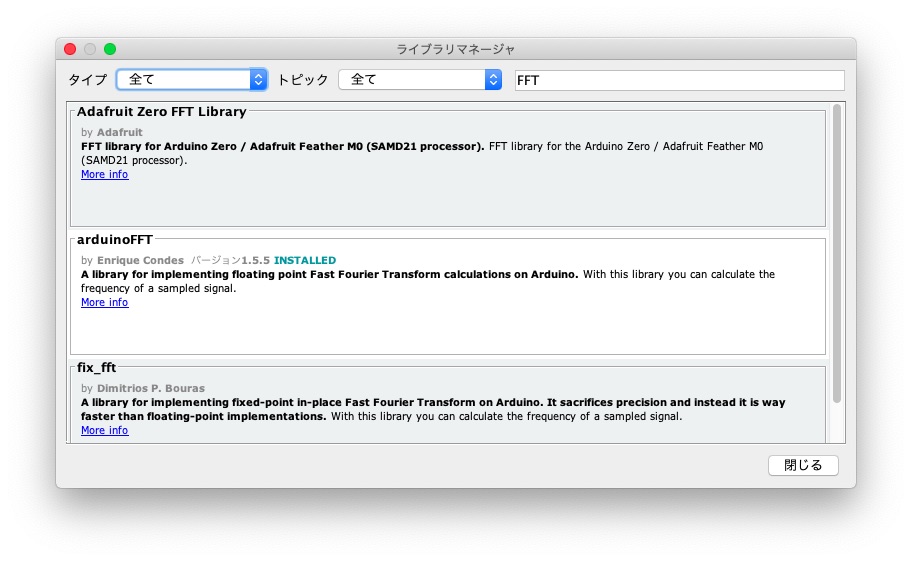 ライブラリマネージャ
タイプ 全て トピック 全て FFT
Adafruit Zero FFT Library
by Adafruit
FFT library for Arduino Zero / Adafruit Feather M0 (SAMD21 processor). FFT library for the Arduino Zero / Adafruit Feather M0
(SAMD21 processor).
More info
arduinoFFT
by Enrique Condes バージョン1.5.5 INSTALLED
A library for implementing floating point Fast Fourier Transform calculations on Arduino. With this library you can calculate the
frequency of a sampled signal.
More info
fix_fft
by Dimitrios P. Bouras
A library for implementing fixed-point in-place Fast Fourier Transform on Arduino. It sacrifices precision and instead it is way
faster than floating-point implementations. With this library you can calculate the frequency of a sampled signal.
More info
閉じる